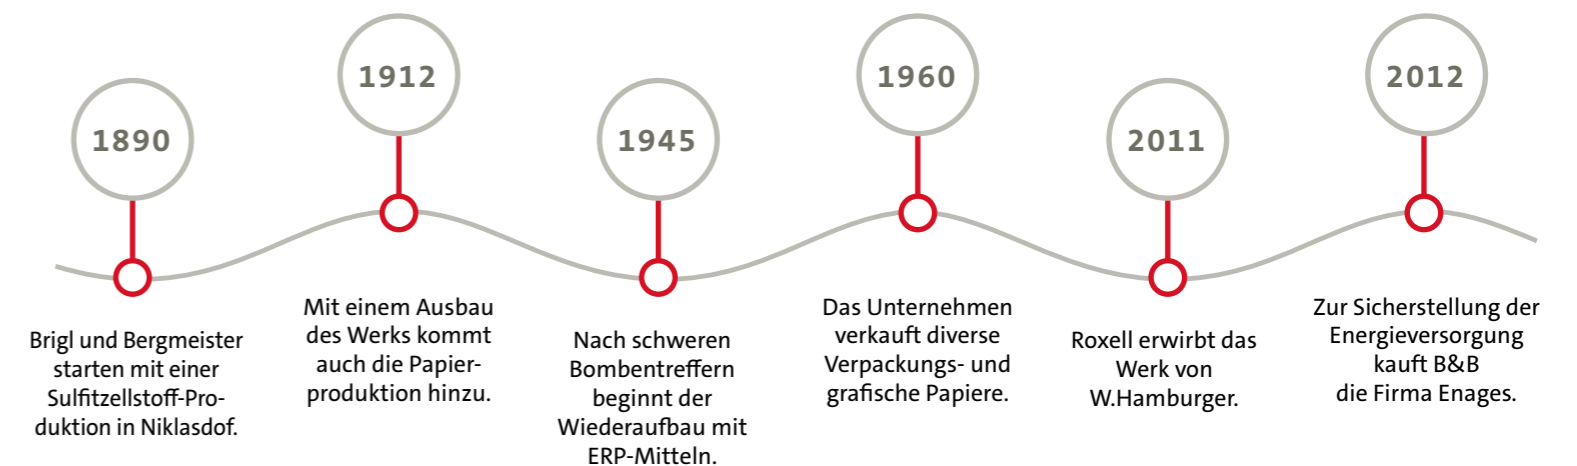 1890
Brigl und Bergmeister
starten mit einer
Sulfitzellstoff-Pro-
duktion in Niklasdof.
1912
Mit einem Ausbau
des Werks kommt
auch die Papier-
produktion hinzu.
1945
Nach schweren
Bombentreffern
beginnt der
Wiederaufbau mit
ERP-Mitteln.
1960
Das Unternehmen
verkauft diverse
Verpackungs- und
grafische Papiere.
2011
Roxell erwirbt das
Werk von
W.Hamburger.
2012
Zur Sicherstellung der
Energieversorgung
kauft B&B
die Firma Enages.